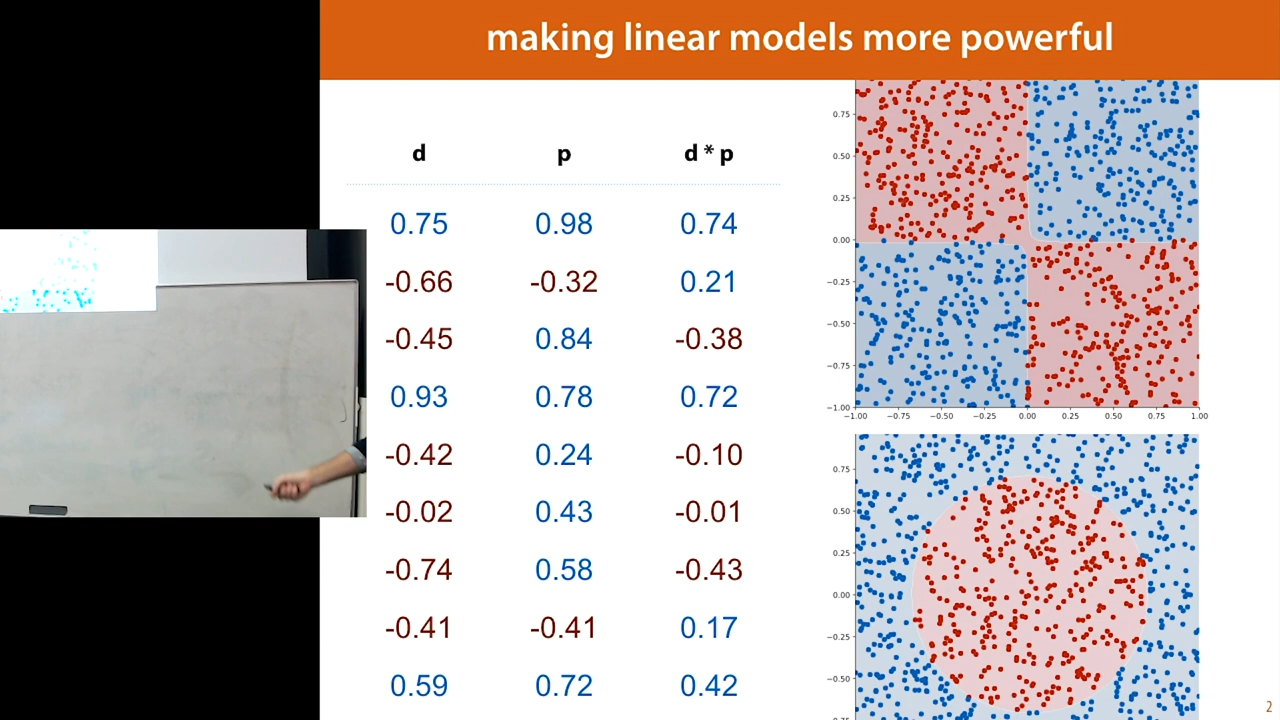 making linear models more powerful
d p d * p
0.75 0.98 0.74
-0.66 -0.32 0.21
-0.45 0.84 -0.38
0.93 0.78 0.72
-0.42 0.24 -0.10
-0.02 0.43 -0.01
-0.74 0.58 -0.43
-0.41 -0.41 0.17
0.59 0.72 0.42
0.75
0.50
0.25
0.00
−0.25
−0.50
−0.75
−1.00
−1.00 −0.75 −0.50 −0.25 0.00 0.25 0.50 0.75 1.00
0.75
0.50
0.25
0.00
−0.25
−0.50
2